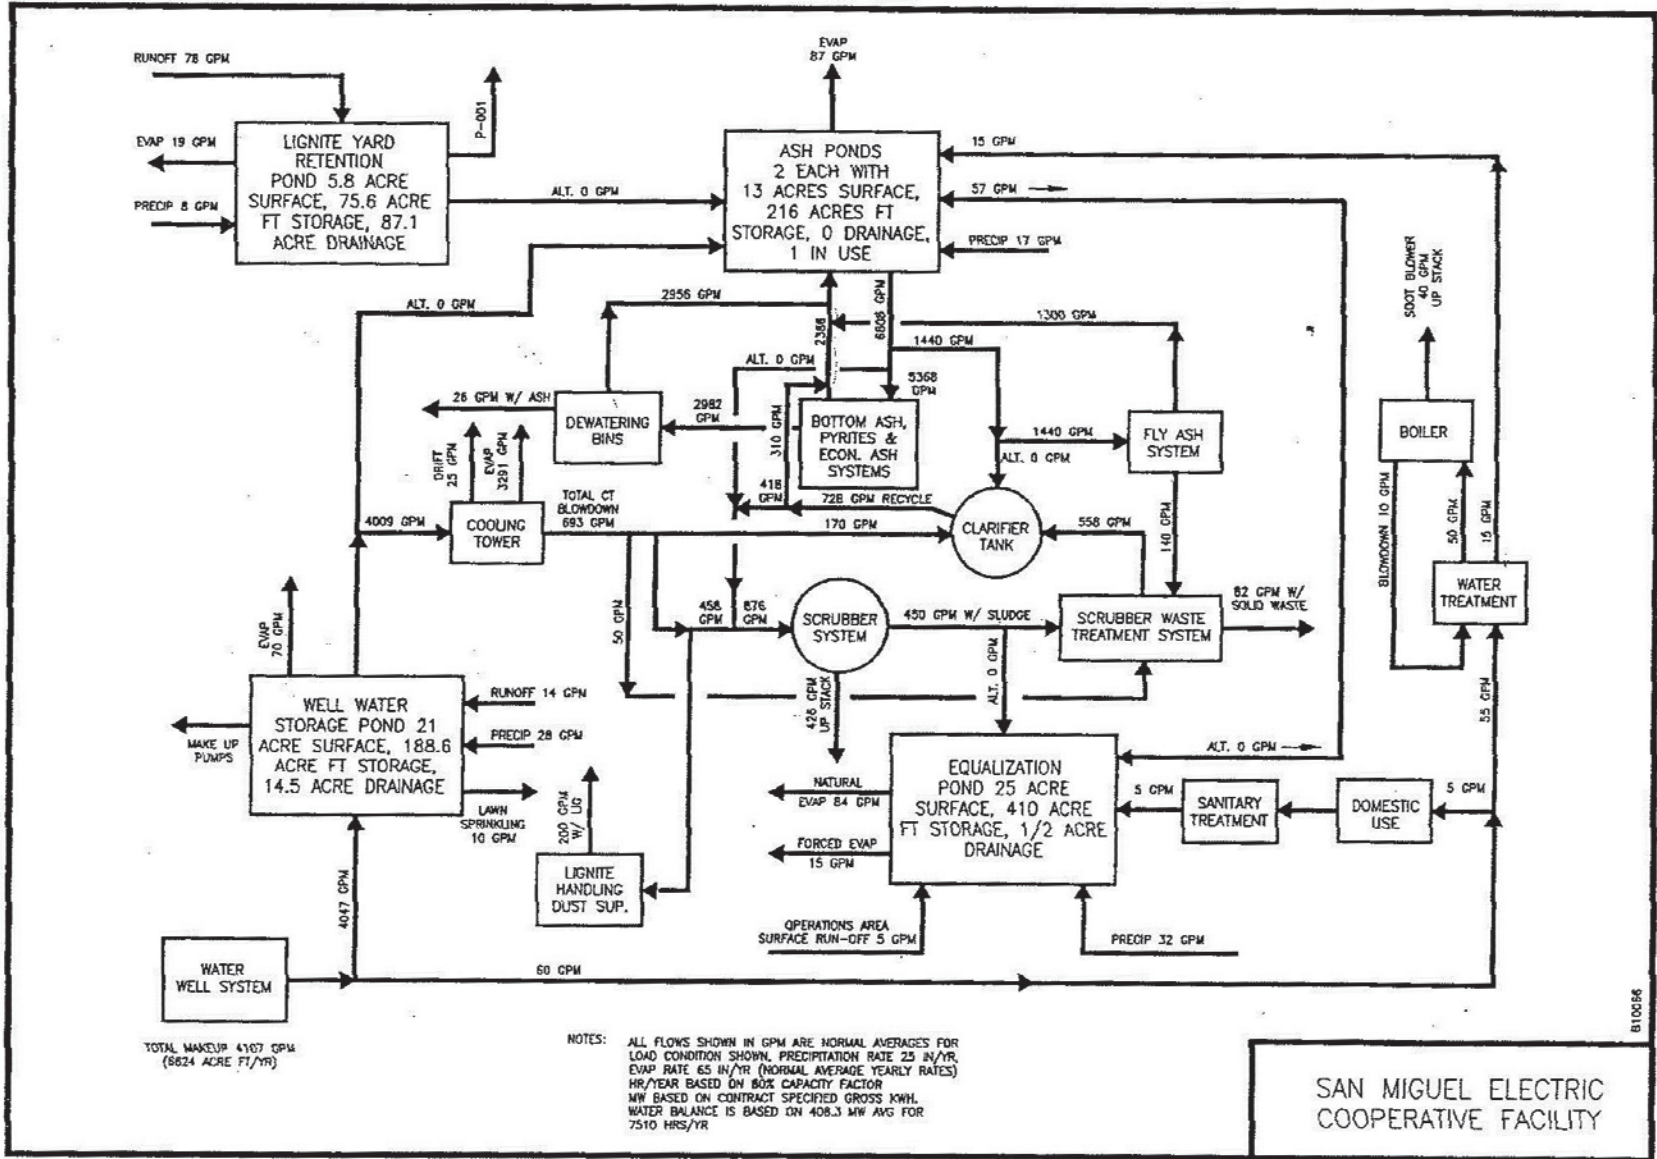 EVAP
87 GPM
RUNOFF 78 GPM
P-001
EVAP 19 GPM
PRECIP 8 GPM
LIGNITE YARD
RETENTION
POND 5.8 ACRE
SURFACE, 75.6 ACRE
FT STORAGE, 87.1
ACRE DRAINAGE
ALT. 0 GPM
ASH PONDS
2 EACH WITH
13 ACRES SURFACE,
216 ACRES FT
STORAGE, 0 DRAINAGE,
1 IN USE
15 GPM
57 GPM
PRECIP 17 GPM
ALT. 0 GPM
2956 GPM
2386
6808 GPM
1300 GPM
1440 GPM
ALT. 0 GPM
5368
GPM
SOOT BLOWER
40 GPM
UP STACK
26 GPM W/ ASH
DEWATERING
BINS
2982
GPM
310 GPM
BOTTOM ASH,
PYRITES &
ECON. ASH
SYSTEMS
1440 GPM
ALT. 0 GPM
FLY ASH
SYSTEM
BOILER
DRIFT
25 GPM
EVAP
3291 GPM
4009 GPM
COOLING
TOWER
TOTAL CT
BLOWDOWN
693 GPM
418
GPM
728 GPM RECYCLE
170 GPM
CLARIFIER
TANK
558 GPM
140 GPM
BLOWDOWN 10 GPM
50 GPM
15 GPM
WATER
TREATMENT
EVAP
70 GPM
50 GPM
458
GPM
876
GPM
SCRUBBER
SYSTEM
450 GPM W/ SLUDGE
SCRUBBER WASTE
TREATMENT SYSTEM
82 GPM W/
SOLID WASTE
ALT. 0 GPM
426 GPM
UP STACK
55 GPM
MAKE UP
PUMPS
WELL WATER
STORAGE POND 21
ACRE SURFACE, 188.6
ACRE FT STORAGE,
14.5 ACRE DRAINAGE
RUNOFF 14 GPM
PRECIP 28 GPM
LAWN
SPRINKLING
10 GPM
200 GPM
W/ LIG
LIGNITE
HANDLING
DUST SUP.
NATURAL
EVAP 84 GPM
FORCED EVAP
15 GPM
EQUALIZATION
POND 25 ACRE
SURFACE, 410 ACRE
FT STORAGE, 1/2 ACRE
DRAINAGE
ALT. 0 GPM
5 GPM
SANITARY
TREATMENT
DOMESTIC
USE
5 GPM
4047 GPM
OPERATIONS AREA
SURFACE RUN-OFF 5 GPM
PRECIP 32 GPM
WATER
WELL SYSTEM
60 GPM
TOTAL MAKEUP 4107 GPM
(6624 ACRE FT/YR)
NOTES: ALL FLOWS SHOWN IN GPM ARE NORMAL AVERAGES FOR
LOAD CONDITION SHOWN. PRECIPITATION RATE 25 IN/YR,
EVAP RATE 65 IN/YR (NORMAL AVERAGE YEARLY RATES)
HR/YEAR BASED ON 80% CAPACITY FACTOR
MW BASED ON CONTRACT SPECIFIED GROSS KWH.
WATER BALANCE IS BASED ON 408.3 MW AVG FOR
7510 HRS/YR
B10086
SAN MIGUEL ELECTRIC
COOPERATIVE FACILITY